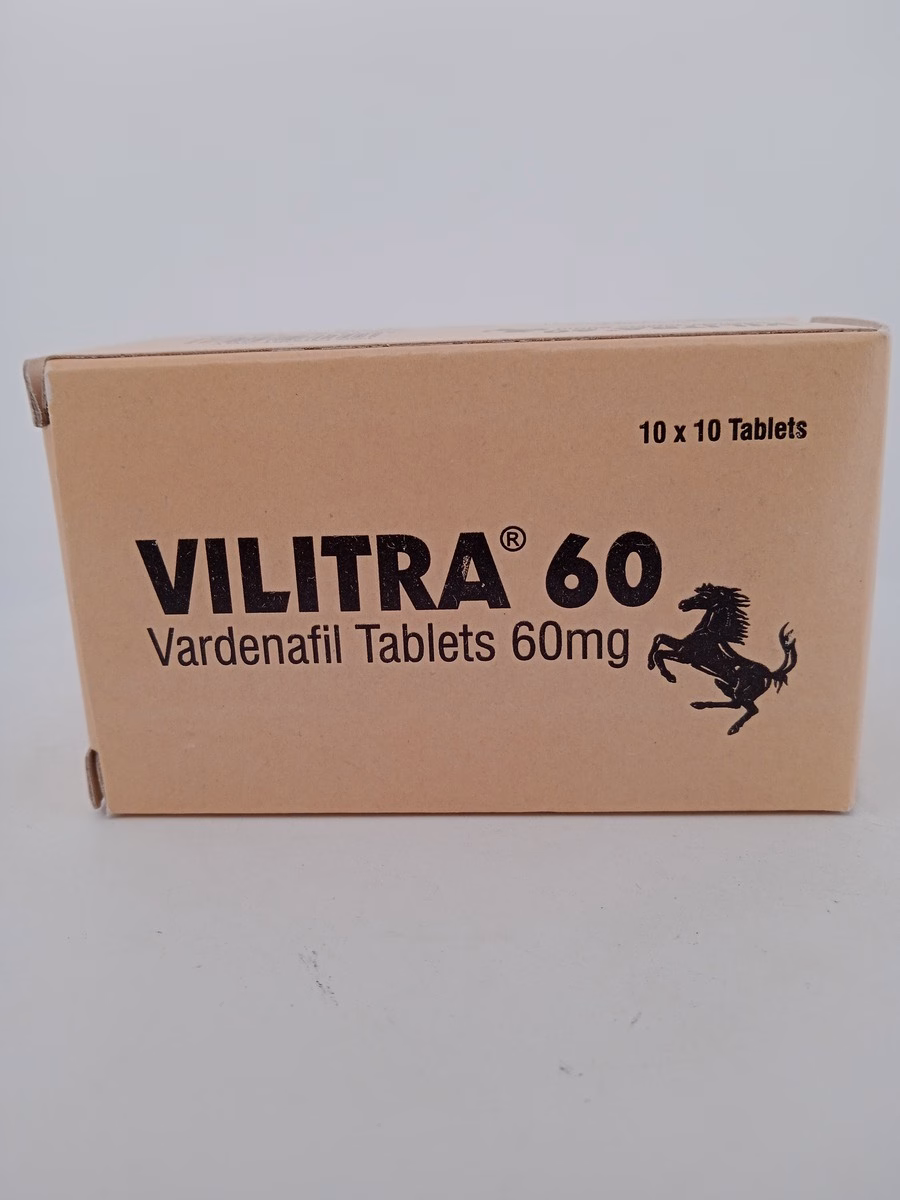 10 x 10 Tablets
VILITRA® 60
Vardenafil Tablets 60mg